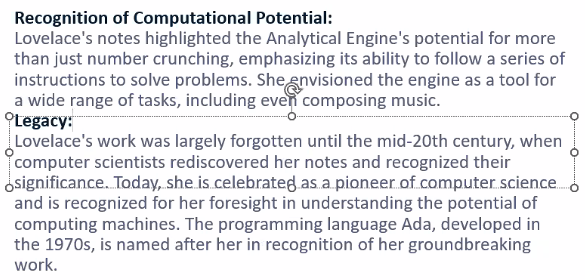 Recognition of Computational Potential:
Lovelace's notes highlighted the Analytical Engine's potential for more
than just number crunching, emphasizing its ability to follow a series of
instructions to solve problems. She envisioned the engine as a tool for
a wide range of tasks, including even composing music.
Legacy:
Lovelace's work was largely forgotten until the mid-20th century, when
computer scientists rediscovered her notes and recognized their
significance. Today, she is celebrated as a pioneer of computer science
and is recognized for her foresight in understanding the potential of
computing machines. The programming language Ada, developed in
the 1970s, is named after her in recognition of her groundbreaking
work.